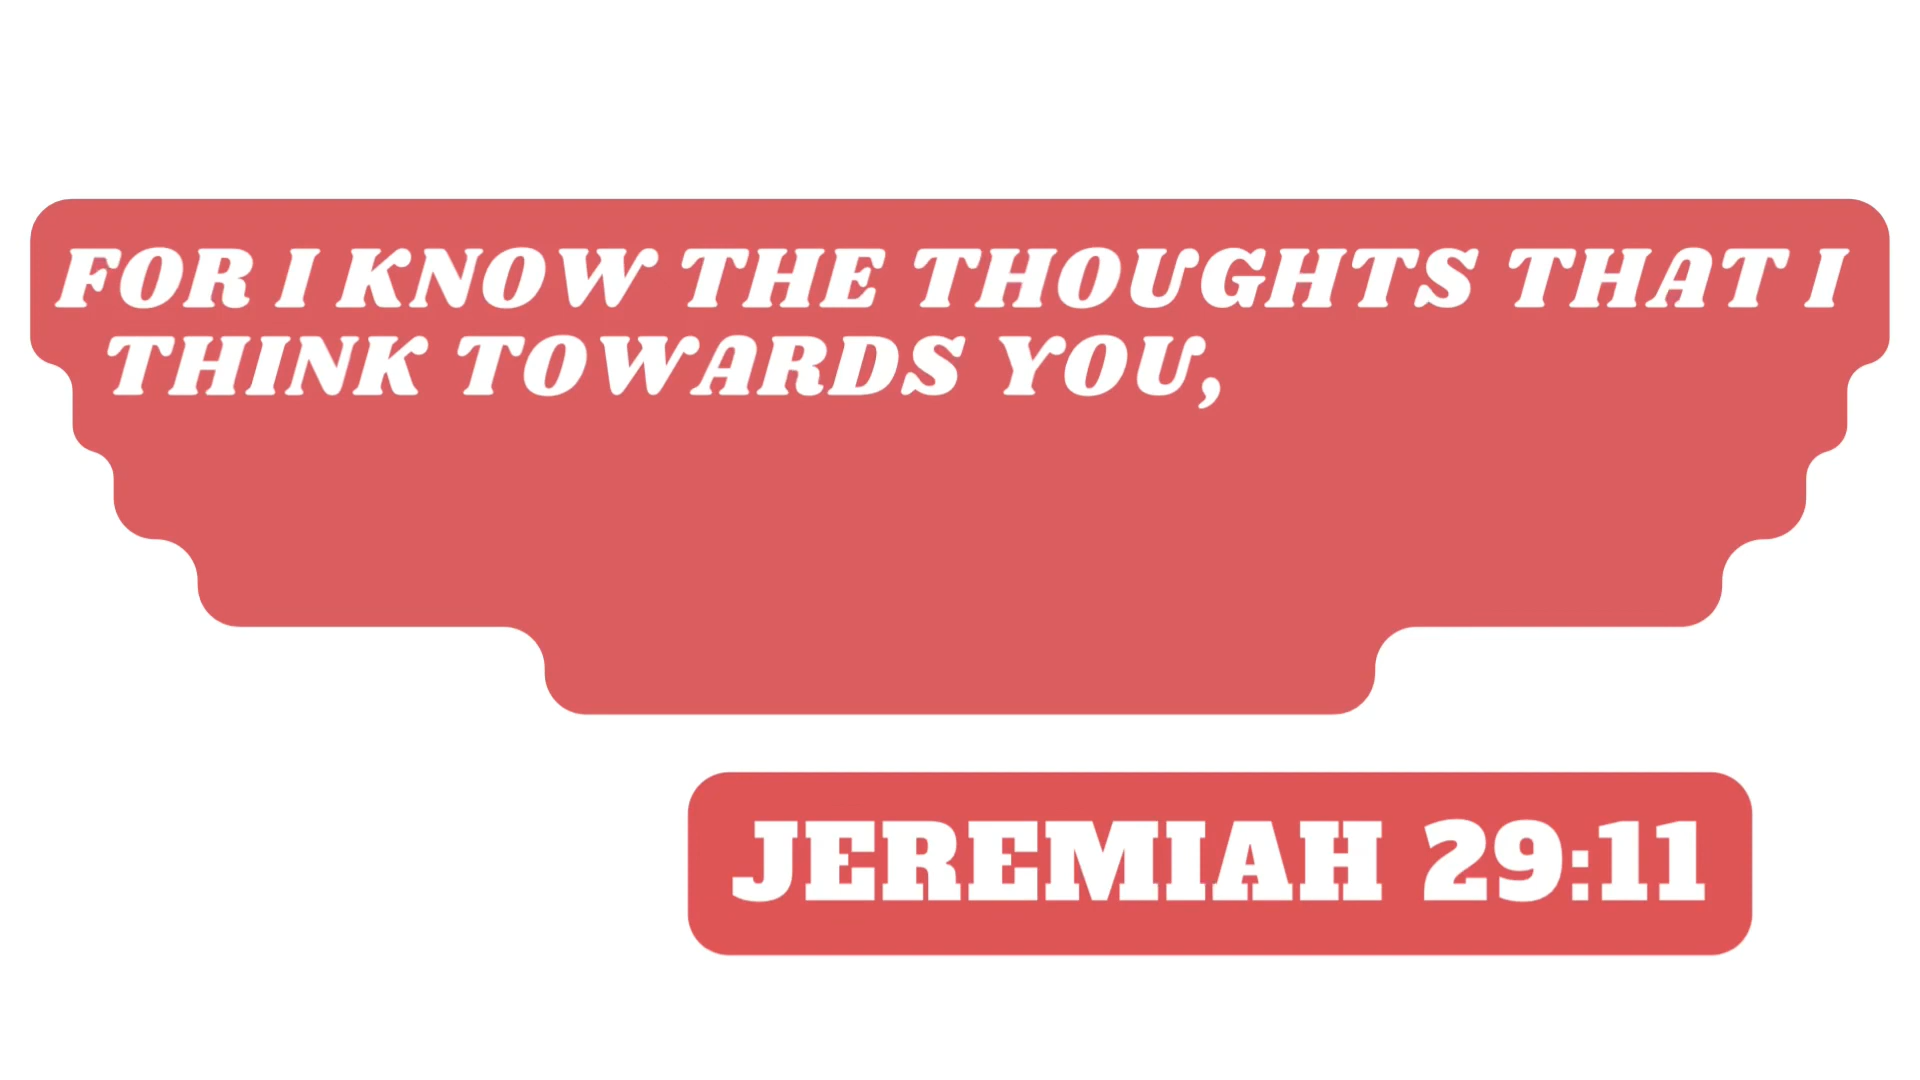 FOR I KNOW THE THOUGHTS THAT I
THINK TOWARDS YOU,
JEREMIAH 29:11